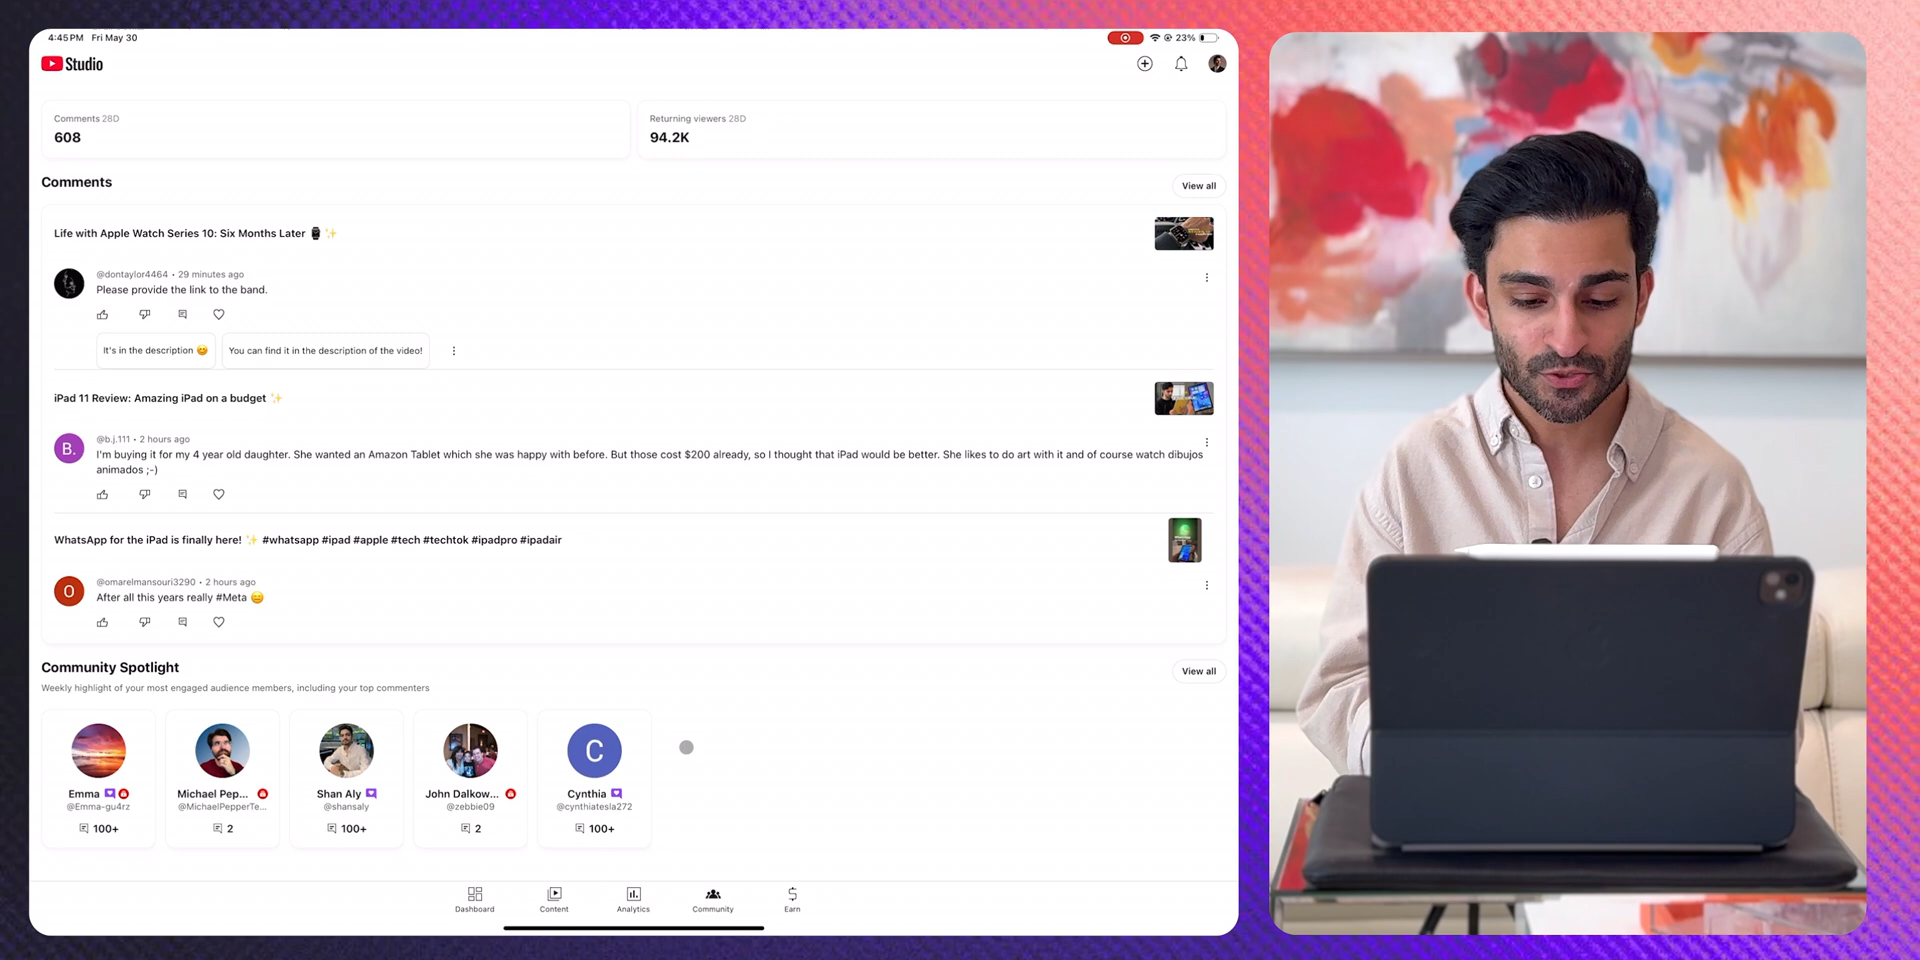 4:45 PM Fri May 30
23%
Studio
Comments 28D
608
Returning viewers 28D
94.2K
Comments
View all
Life with Apple Watch Series 10: Six Months Later ⌚✨
@dontaylor4464 • 29 minutes ago
Please provide the link to the band.
It's in the description 😊
You can find it in the description of the video!
iPad 11 Review: Amazing iPad on a budget ✨
B.
@b.j.111 • 2 hours ago
I'm buying it for my 4 year old daughter. She wanted an Amazon Tablet which she was happy with before. But those cost $200 already, so I thought that iPad would be better. She likes to do art with it and of course watch dibujos
animados ;-)
WhatsApp for the iPad is finally here! ✨ #whatsapp #ipad #apple #tech #techtok #ipadpro #ipadair
O
@omarelmansouri3290 • 2 hours ago
After all this years really #Meta 😑
Community Spotlight
View all
Weekly highlight of your most engaged audience members, including your top commenters
Emma
@Emma-gu4rz
100+
Michael Pep...
@MichaelPepperTe...
2
Shan Aly
@shansaly
100+
John Dalkow...
@zebbie09
2
C
Cynthia
@cynthiatesla272
100+
Dashboard
Content
Analytics
Community
Earn